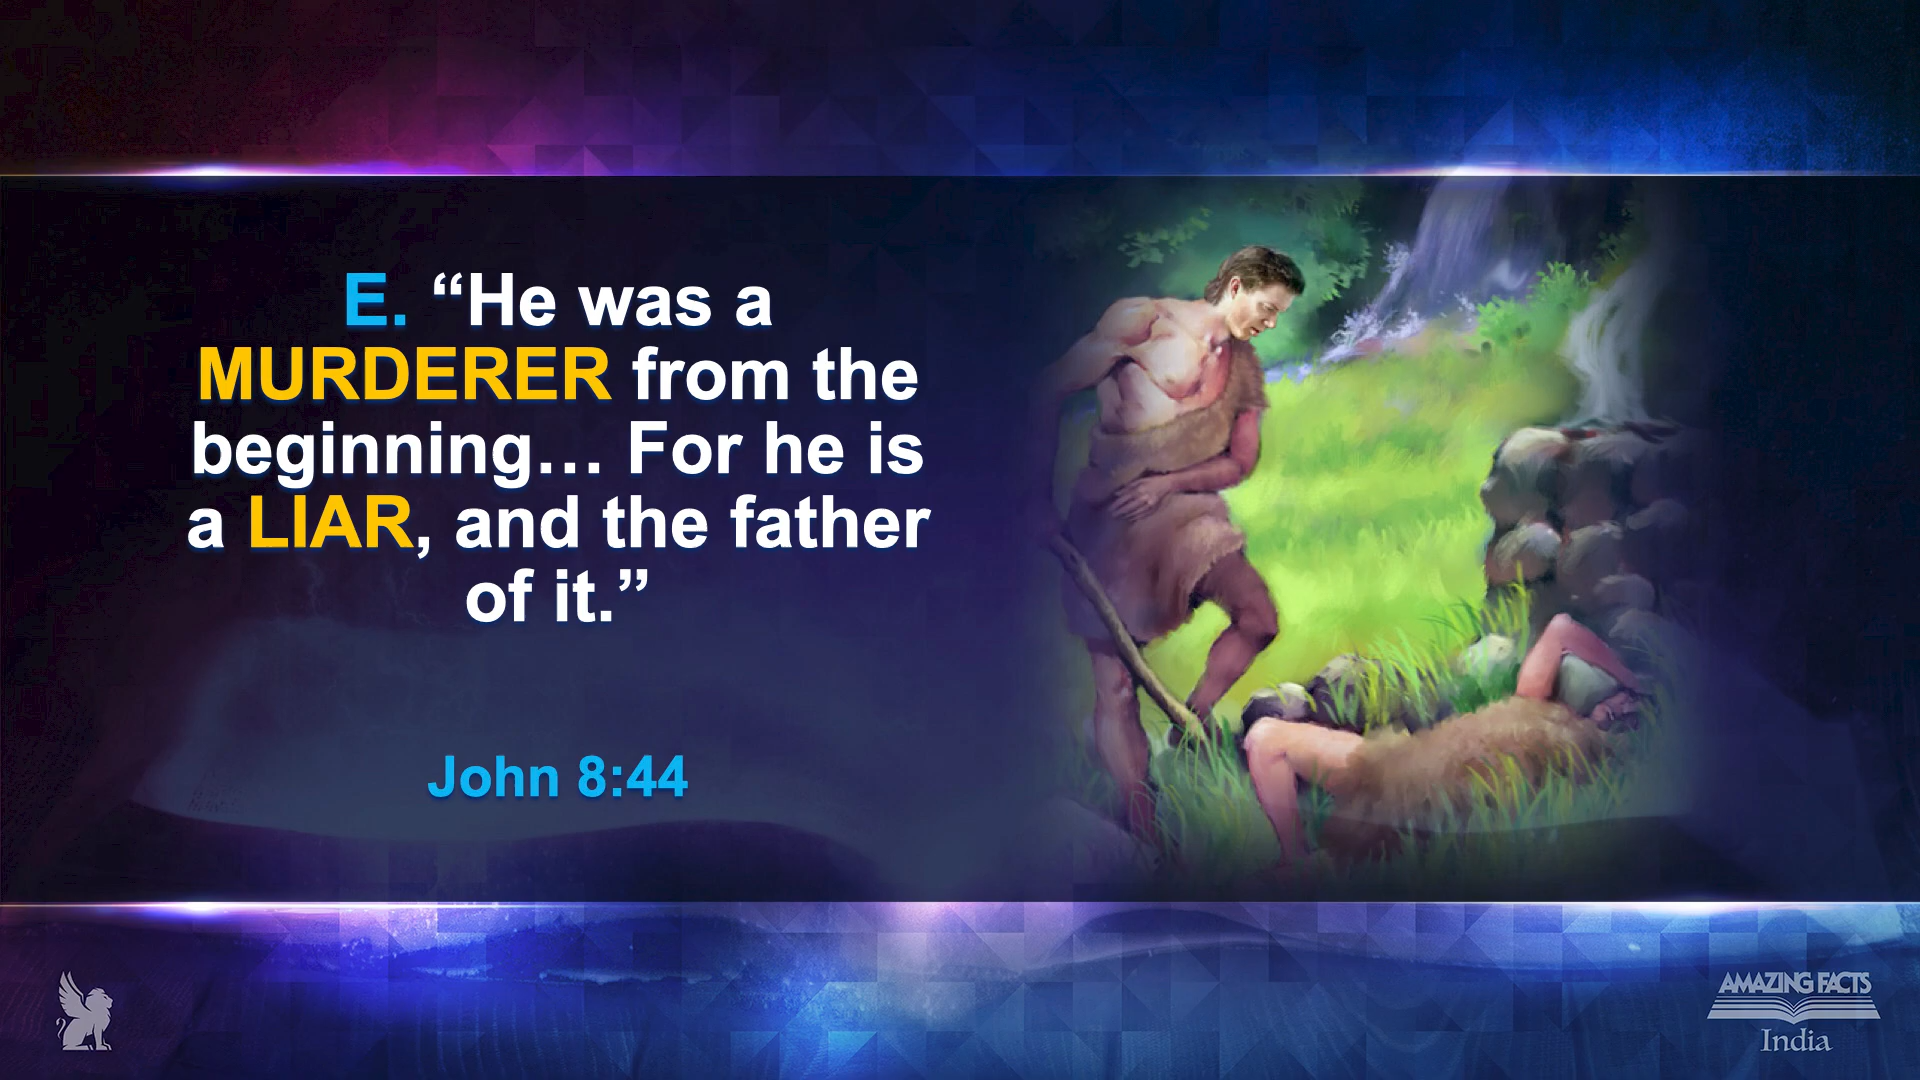 E. “He was a
MURDERER from the
beginning… For he is
a LIAR, and the father
of it.”
John 8:44
AMAZING FACTS
India